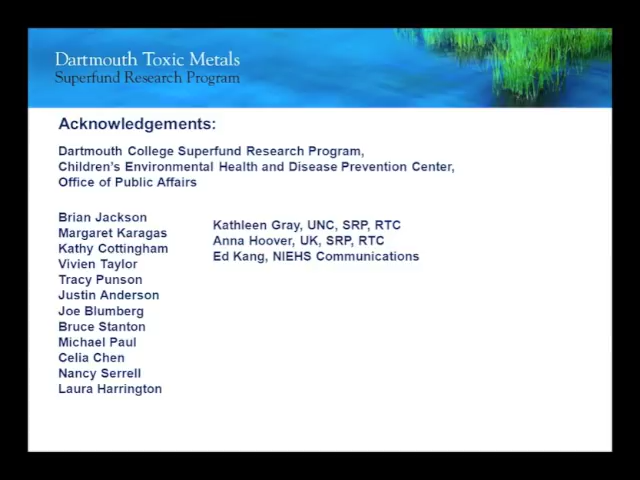 Dartmouth Toxic Metals
Superfund Research Program
Acknowledgements:
Dartmouth College Superfund Research Program,
Children's Environmental Health and Disease Prevention Center,
Office of Public Affairs
Brian Jackson
Margaret Karagas
Kathy Cottingham
Vivien Taylor
Tracy Punson
Justin Anderson
Joe Blumberg
Bruce Stanton
Michael Paul
Celia Chen
Nancy Serrell
Laura Harrington
Kathleen Gray, UNC, SRP, RTC
Anna Hoover, UK, SRP, RTC
Ed Kang, NIEHS Communications